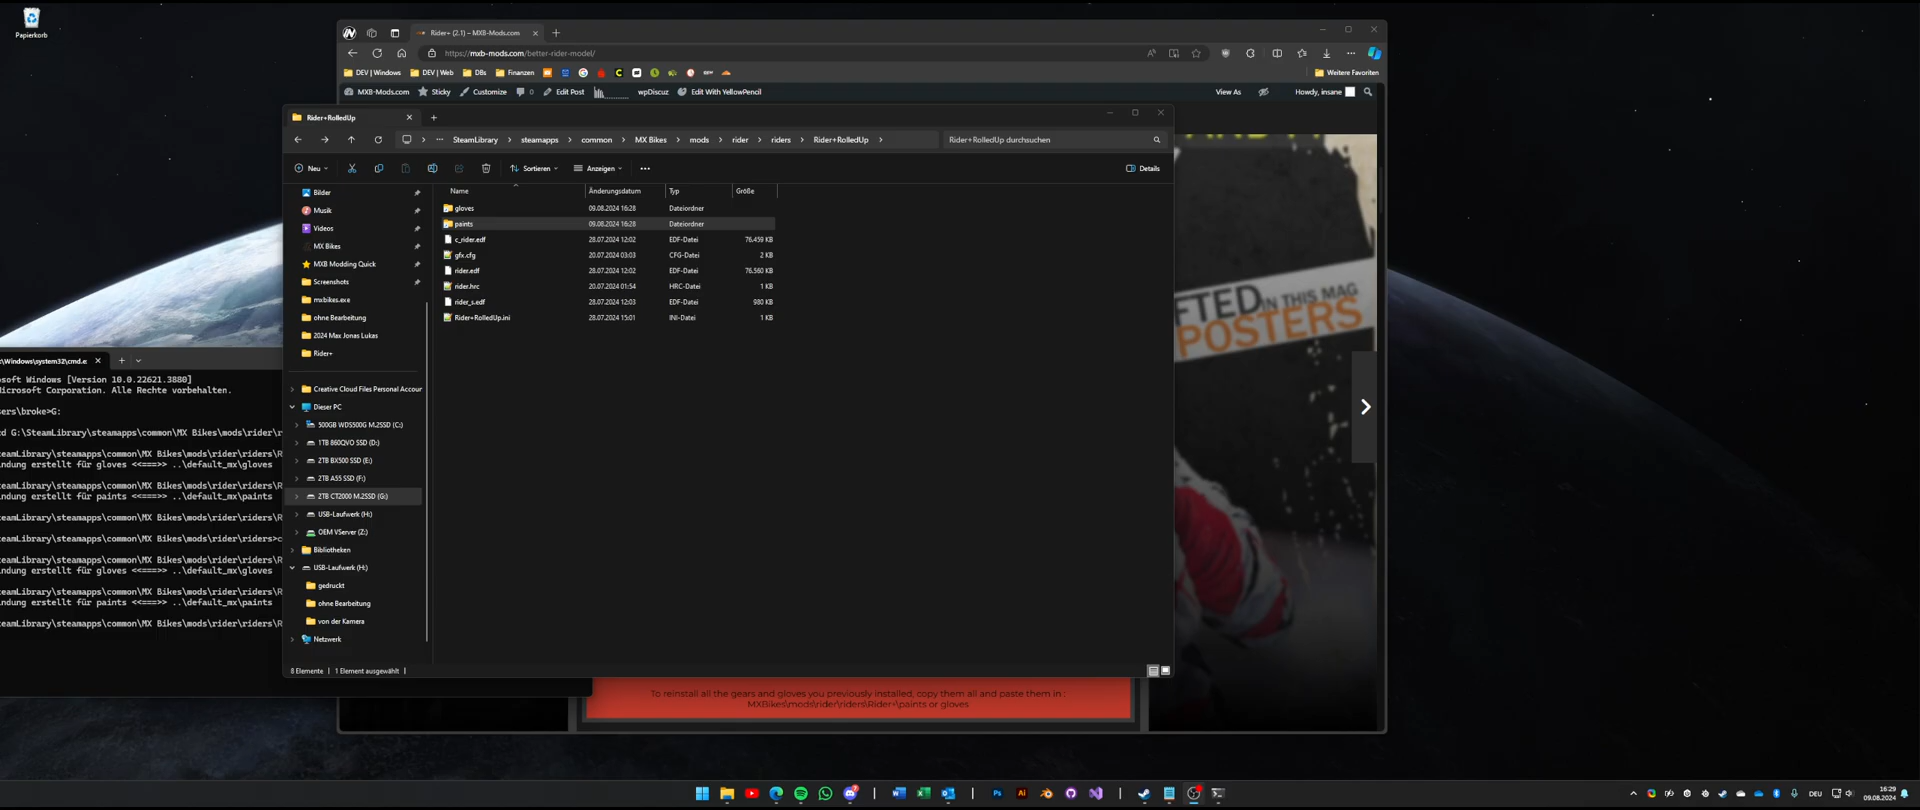 Papierkorb
Rider+ (2.1) – MXB-Mods.com
https://mxb-mods.com/better-rider-model/
DEV | Windows
DEV | Web
DBs
Finanzen
Weitere Favoriten
MXB-Mods.com
Sticky
Customize
0
Edit Post
wpDiscuz
Edit With YellowPencil
View As
Howdy, insane
Rider+RolledUp
SteamLibrary > steamapps > common > MX Bikes > mods > rider > riders > Rider+RolledUp >
Rider+RolledUp durchsuchen
Neu
Sortieren
Anzeigen
Details
Name Änderungsdatum Typ Größe
gloves 09.08.2024 16:28 Dateiordner
paints 09.08.2024 16:28 Dateiordner
c_rider.edf 28.07.2024 12:02 EDF-Datei 76.459 KB
gfx.cfg 20.07.2024 03:03 CFG-Datei 2 KB
rider.edf 28.07.2024 12:02 EDF-Datei 76.560 KB
rider.hrc 20.07.2024 01:54 HRC-Datei 1 KB
rider_s.edf 28.07.2024 12:03 EDF-Datei 980 KB
Rider+RolledUp.ini 28.07.2024 15:01 INI-Datei 1 KB
Bilder
Musik
Videos
MX Bikes
MXB Modding Quick
Screenshots
mxbikes.exe
ohne Bearbeitung
2024 Max Jonas Lukas
Rider+
Creative Cloud Files Personal Accour
Dieser PC
500GB WDS500G M.2SSD (C:)
1TB 860QVO SSD (D:)
2TB BX500 SSD (E:)
2TB A55 SSD (F:)
2TB CT2000 M.2SSD (G:)
USB-Laufwerk (H:)
OEM VServer (Z:)
Bibliotheken
USB-Laufwerk (H:)
gedruckt
ohne Bearbeitung
von der Kamera
Netzwerk
8 Elemente
1 Element ausgewählt
:\Windows\system32\cmd.e
osoft Windows [Version 10.0.22621.3880]
Microsoft Corporation. Alle Rechte vorbehalten.
ers\broke>G:
d G:\SteamLibrary\steamapps\common\MX Bikes\mods\rider\r
teamLibrary\steamapps\common\MX Bikes\mods\rider\riders\R
ndung erstellt für gloves <<===>> ..\default_mx\gloves
teamLibrary\steamapps\common\MX Bikes\mods\rider\riders\R
ndung erstellt für paints <<===>> ..\default_mx\paints
teamLibrary\steamapps\common\MX Bikes\mods\rider\riders\R
teamLibrary\steamapps\common\MX Bikes\mods\rider\riders>c
teamLibrary\steamapps\common\MX Bikes\mods\rider\riders\R
ndung erstellt für gloves <<===>> ..\default_mx\gloves
teamLibrary\steamapps\common\MX Bikes\mods\rider\riders\R
ndung erstellt für paints <<===>> ..\default_mx\paints
teamLibrary\steamapps\common\MX Bikes\mods\rider\riders\R
FTED IN THIS MAG
POSTERS
To reinstall all the gears and gloves you previously installed, copy them all and paste them in :
MXBikes\mods\rider\riders\Rider+\paints or gloves
DEU
16:29
09.08.2024